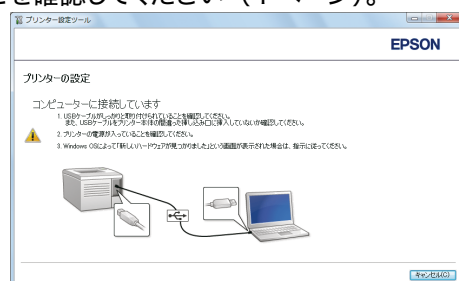 を確認してください
プリンター設定ツール
EPSON
プリンターの設定
コンピューターに接続しています
1. USBケーブルがしっかりと取り付けられていることを確認してください。
また、USBケーブルをプリンター本体の間違った挿し込み口に挿入していないか確認してください。
2. プリンターの電源が入っていることを確認してください。
3. Windows OSによって「新しいハードウェアが見つかりました」という画面が表示された場合は、指示に従ってください。
キャンセル(C)